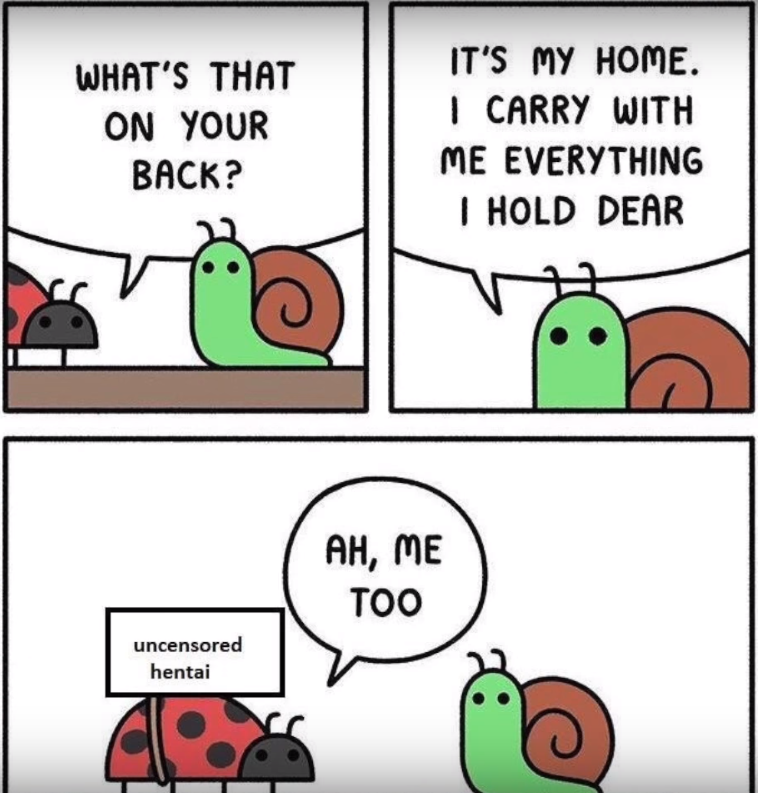 WHAT'S THAT
ON YOUR
BACK?
IT'S MY HOME.
I CARRY WITH
ME EVERYTHING
I HOLD DEAR
AH, ME
TOO
uncensored
hentai